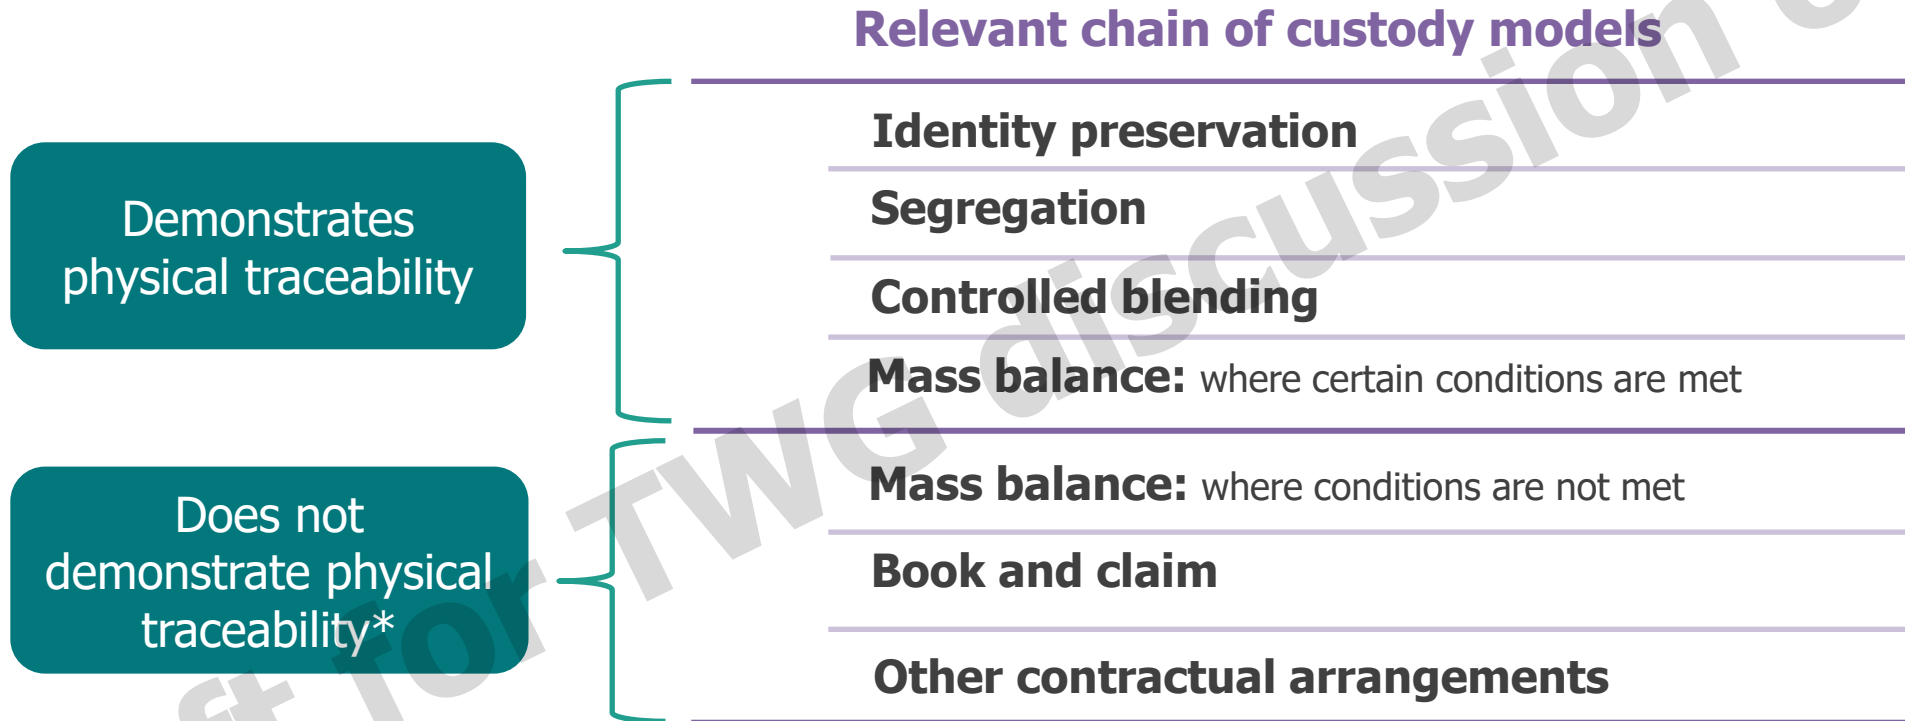 Relevant chain of custody models
Demonstrates
physical traceability
Identity preservation
Segregation
Controlled blending
Mass balance: where certain conditions are met
Does not
demonstrate physical
traceability*
Mass balance: where conditions are not met
Book and claim
Other contractual arrangements
for TWG discussion